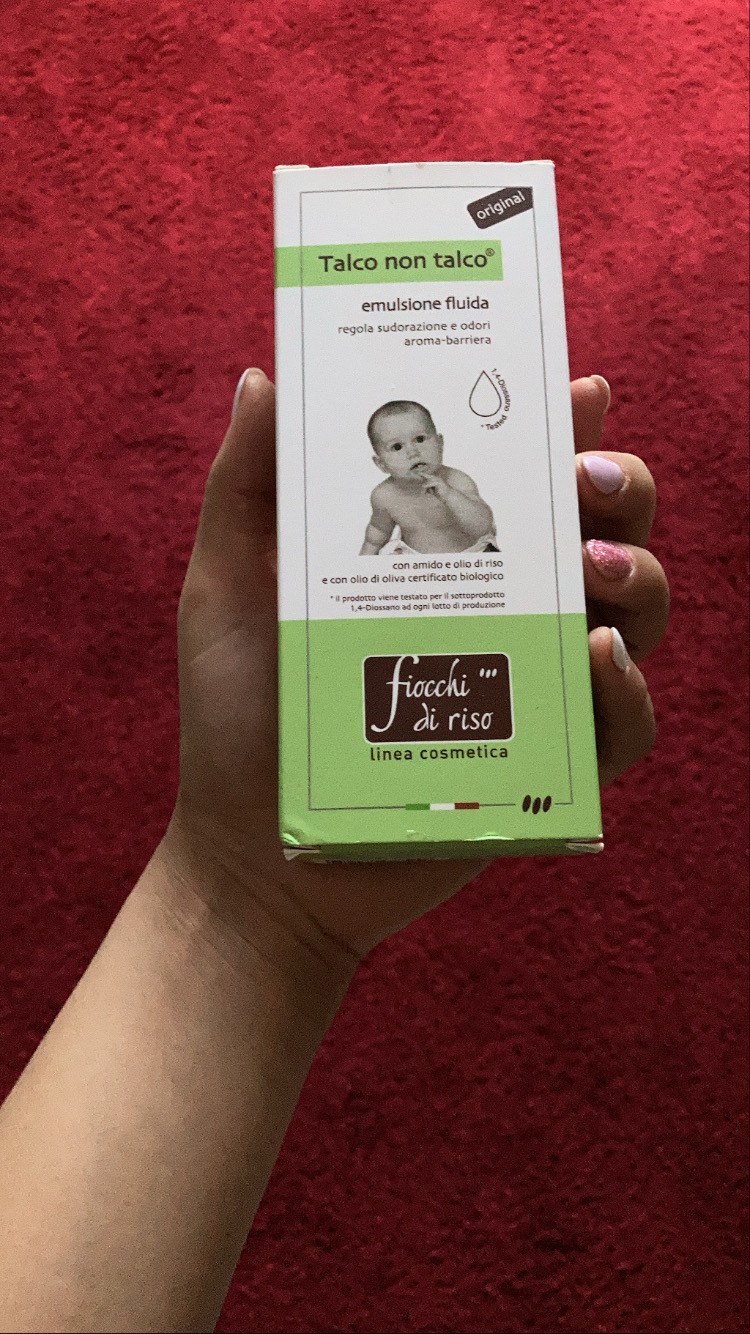 original
Talco non talco®
emulsione fluida
regola sudorazione e odori
aroma-barriera
1,4-Diossano
* Tested
con amido e olio di riso
e con olio di oliva certificato biologico
* il prodotto viene testato per il sottoprodotto
1,4-Diossano ad ogni lotto di produzione
fiocchi
di riso
linea cosmetica